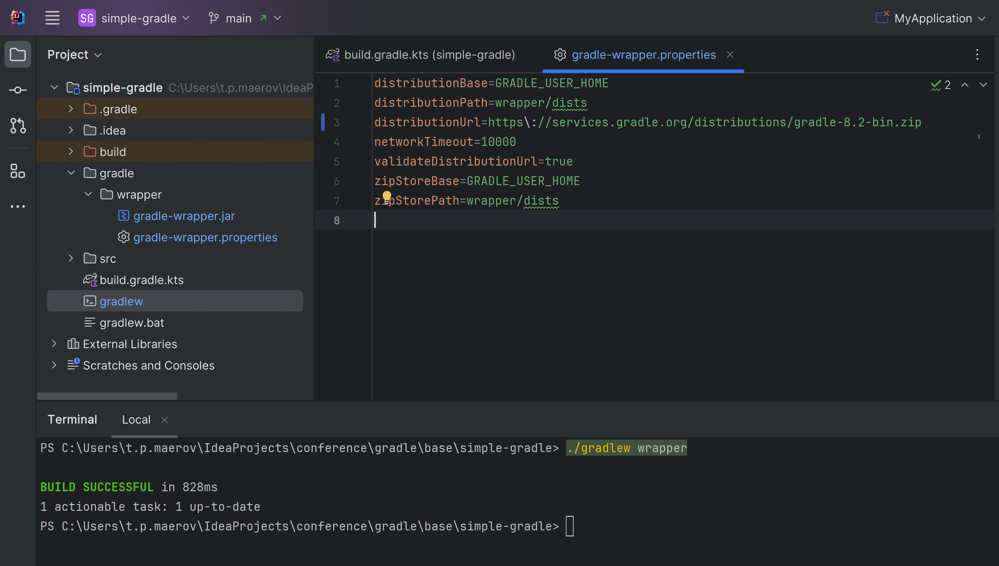 IJ
SG simple-gradle
main
MyApplication
Project
build.gradle.kts (simple-gradle)
gradle-wrapper.properties
simple-gradle C:\Users\t.p.maerov\IdeaP
.gradle
.idea
build
gradle
wrapper
gradle-wrapper.jar
gradle-wrapper.properties
src
build.gradle.kts
gradlew
gradlew.bat
External Libraries
Scratches and Consoles
1 distributionBase=GRADLE_USER_HOME
2
2 distributionPath=wrapper/dists
3 distributionUrl=https\://services.gradle.org/distributions/gradle-8.2-bin.zip
4 networkTimeout=10000
5 validateDistributionUrl=true
6 zipStoreBase=GRADLE_USER_HOME
7 zipStorePath=wrapper/dists
8
Terminal
Local
PS C:\Users\t.p.maerov\IdeaProjects\conference\gradle\base\simple-gradle> ./gradlew wrapper
BUILD SUCCESSFUL in 828ms
1 actionable task: 1 up-to-date
PS C:\Users\t.p.maerov\IdeaProjects\conference\gradle\base\simple-gradle>